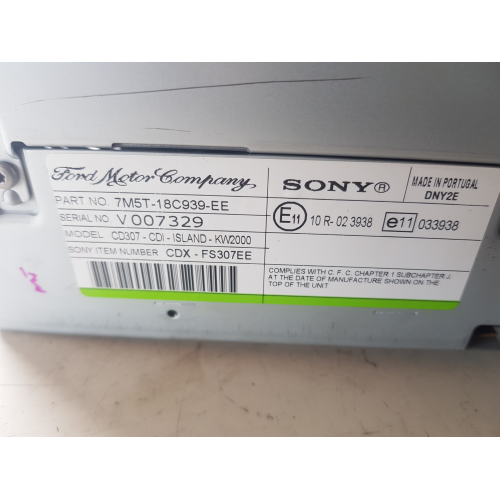 Ford Motor Company
PART NO. 7M5T-18C939-EE
SERIAL NO V 007329
MODEL CD307 - CDI - ISLAND - KW2000
SONY ITEM NUMBER CDX - FS307EE
SONY®
MADE IN PORTUGAL
DNY2E
E11 10 R- 02 3938 e11 033938
COMPLIES WITH C. F. C. CHAPTER 1 SUBCHAPTER J.
AT THE DATE OF MANUFACTURE SHOWN ON THE
TOP OF THE UNIT